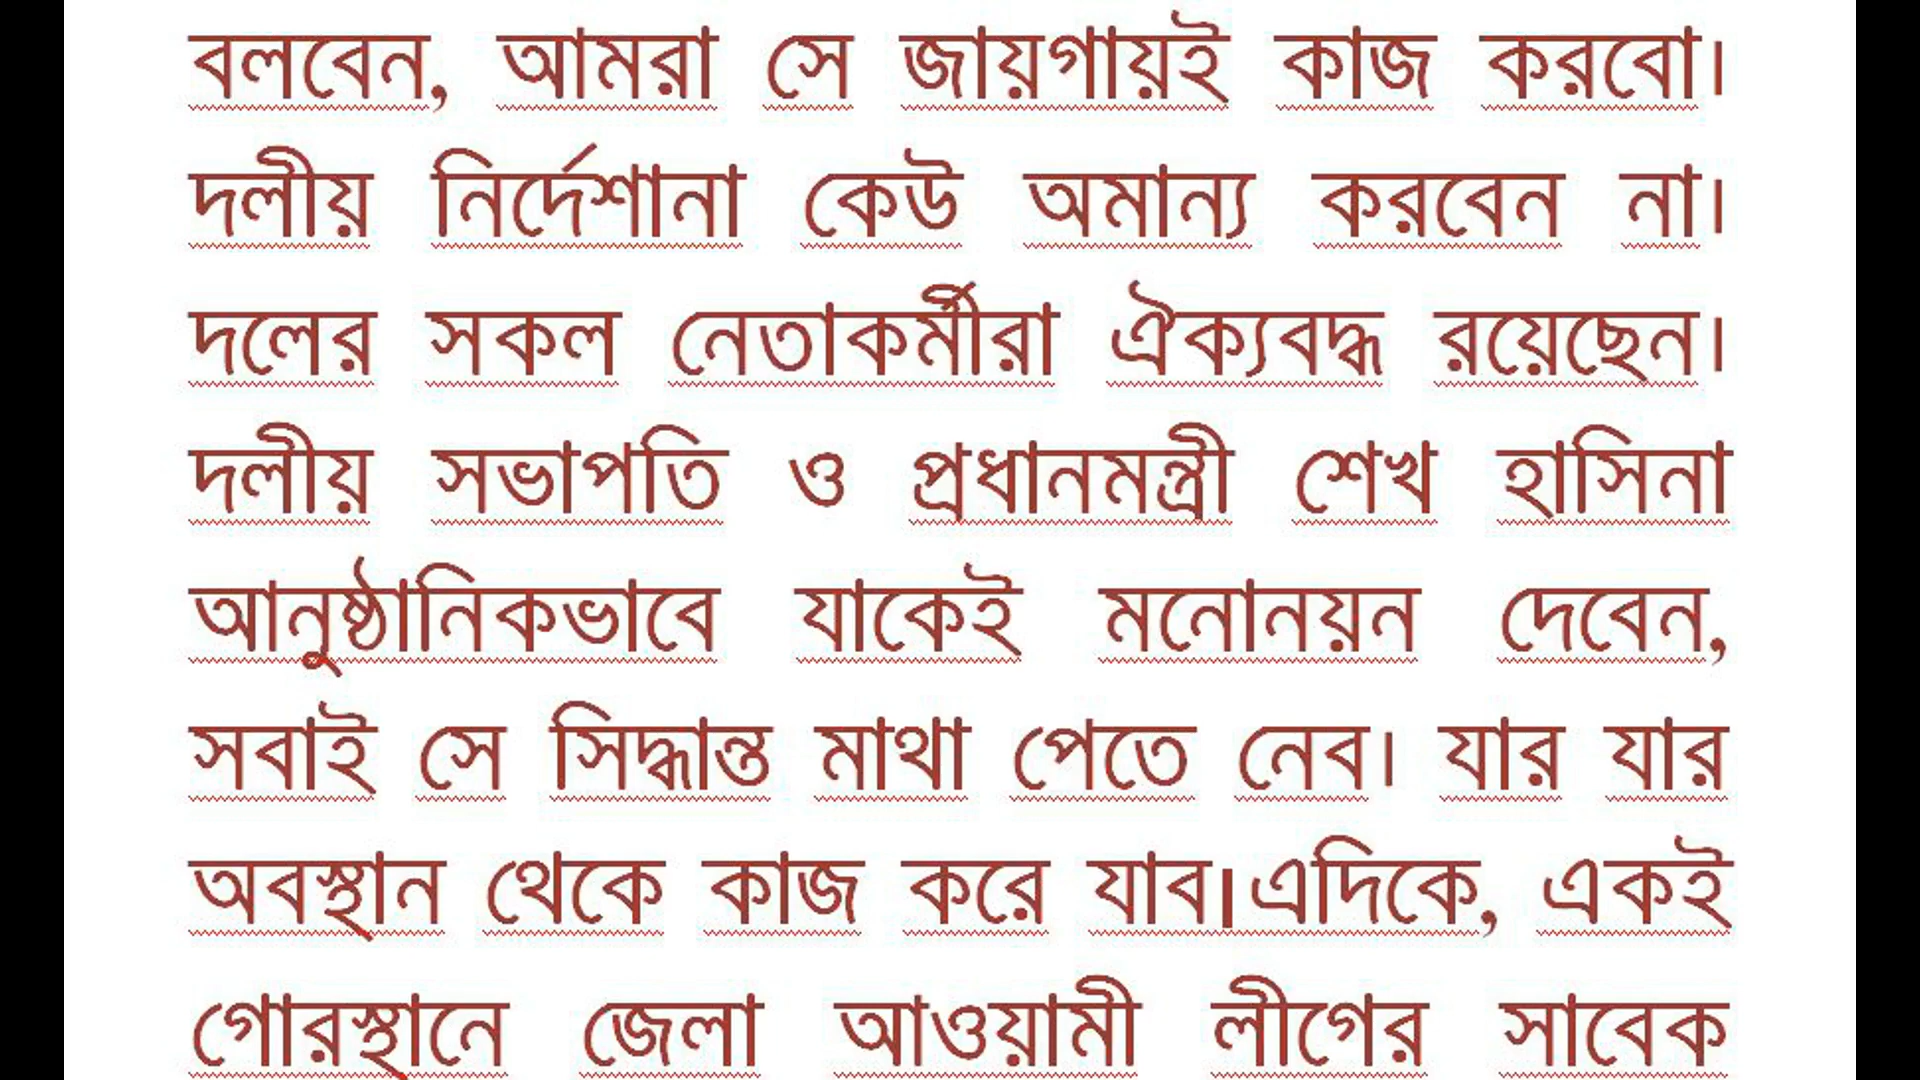 বলবেন, আমরা সে জায়গায়ই কাজ করবো।
দলীয় নির্দেশানা কেউ অমান্য করবেন না।
দলের সকল নেতাকর্মীরা ঐক্যবদ্ধ রয়েছেন।
দলীয় সভাপতি ও প্রধানমন্ত্রী শেখ হাসিনা
আনুষ্ঠানিকভাবে যাকেই মনোনয়ন দেবেন,
সবাই সে সিদ্ধান্ত মাথা পেতে নেব। যার যার
অবস্থান থেকে কাজ করে যাব।এদিকে, একই
গোরস্থানে জেলা আওয়ামী লীগের সাবেক